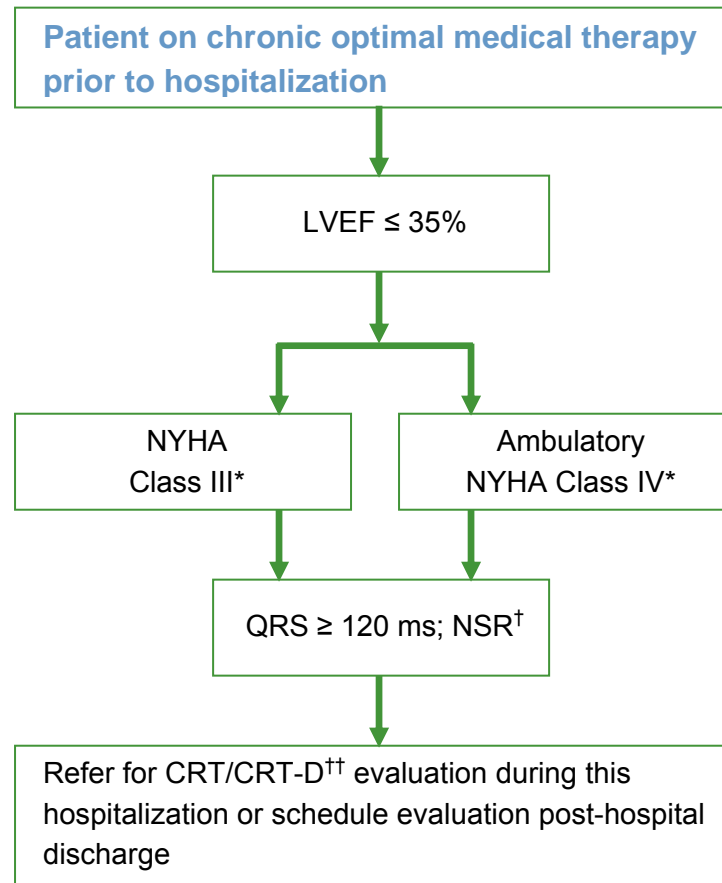 Patient on chronic optimal medical therapy
prior to hospitalization
LVEF ≤ 35%
NYHA
Class III*
Ambulatory
NYHA Class IV*
QRS ≥ 120 ms; NSR†
Refer for CRT/CRT-D†† evaluation during this
hospitalization or schedule evaluation post-hospital
discharge